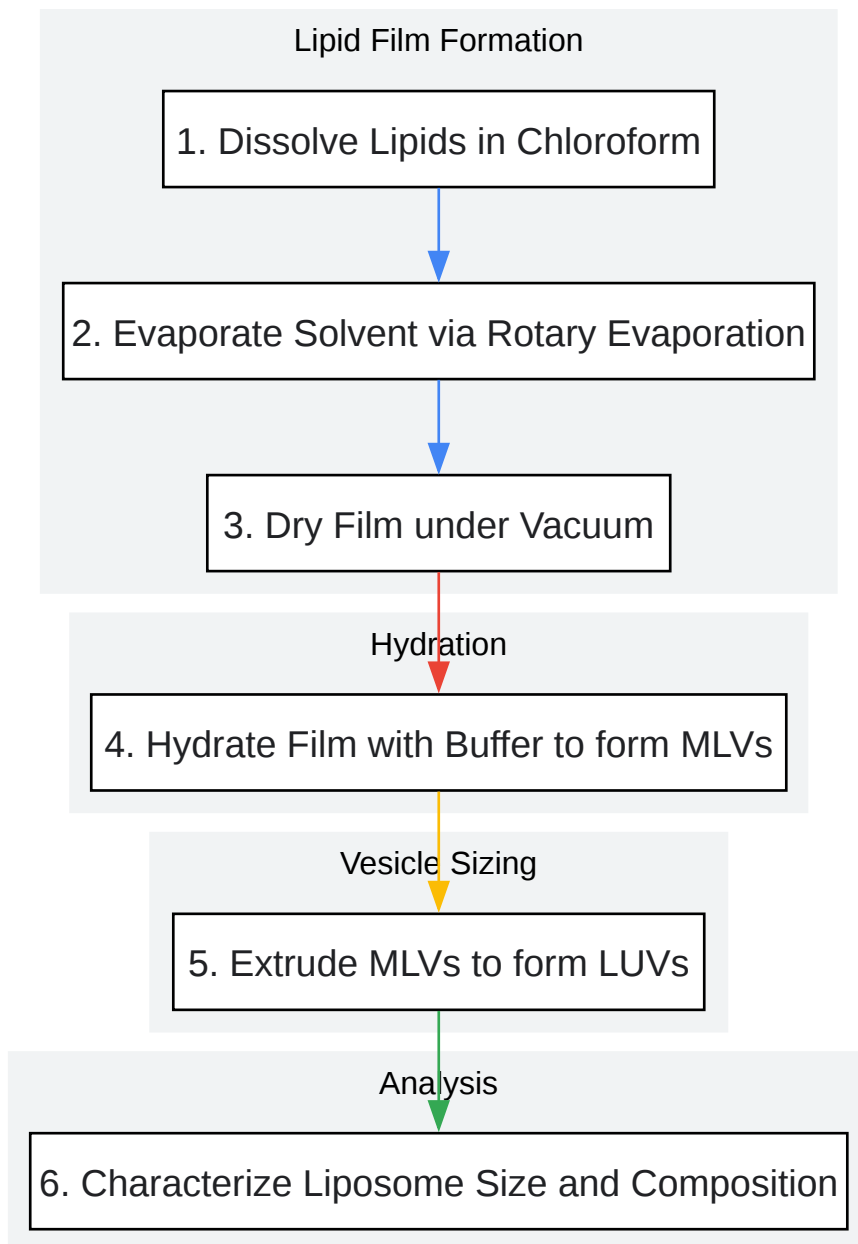 Lipid Film Formation
1. Dissolve Lipids in Chloroform
2. Evaporate Solvent via Rotary Evaporation
3. Dry Film under Vacuum
Hydration
4. Hydrate Film with Buffer to form MLVs
Vesicle Sizing
5. Extrude MLVs to form LUVs
Analysis
6. Characterize Liposome Size and Composition